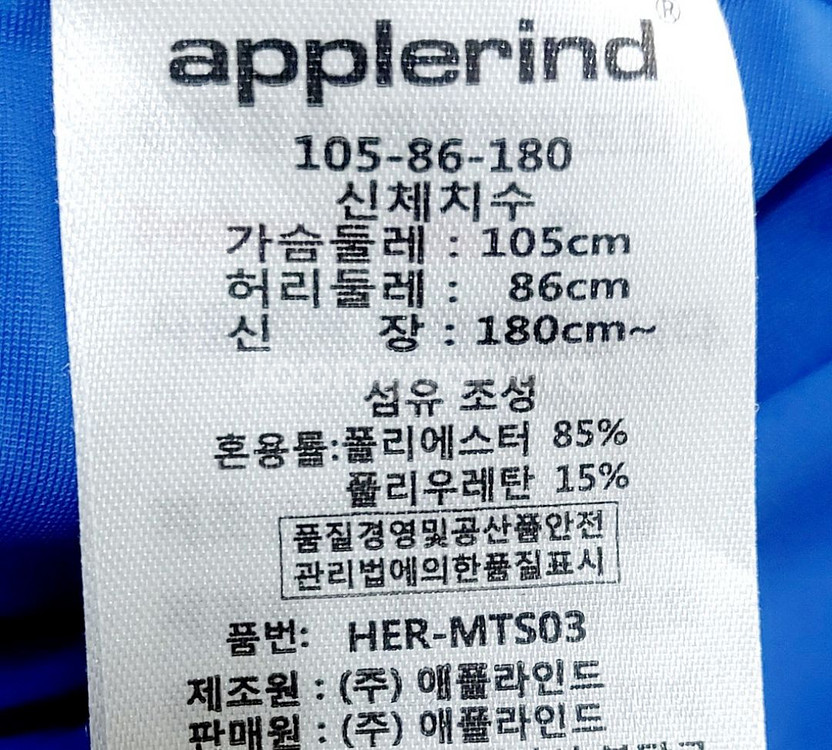 applerind®
105-86-180
신체치수
가슴둘레 : 105cm
허리둘레 : 86cm
신 장 : 180cm~
섬유 조성
혼용률:폴리에스터 85%
폴리우레탄 15%
품질경영및공산품안전
관리법에의한품질표시
품번: HER-MTS03
제조원 : (주) 애플라인드
판매원 : (주) 애플라인드